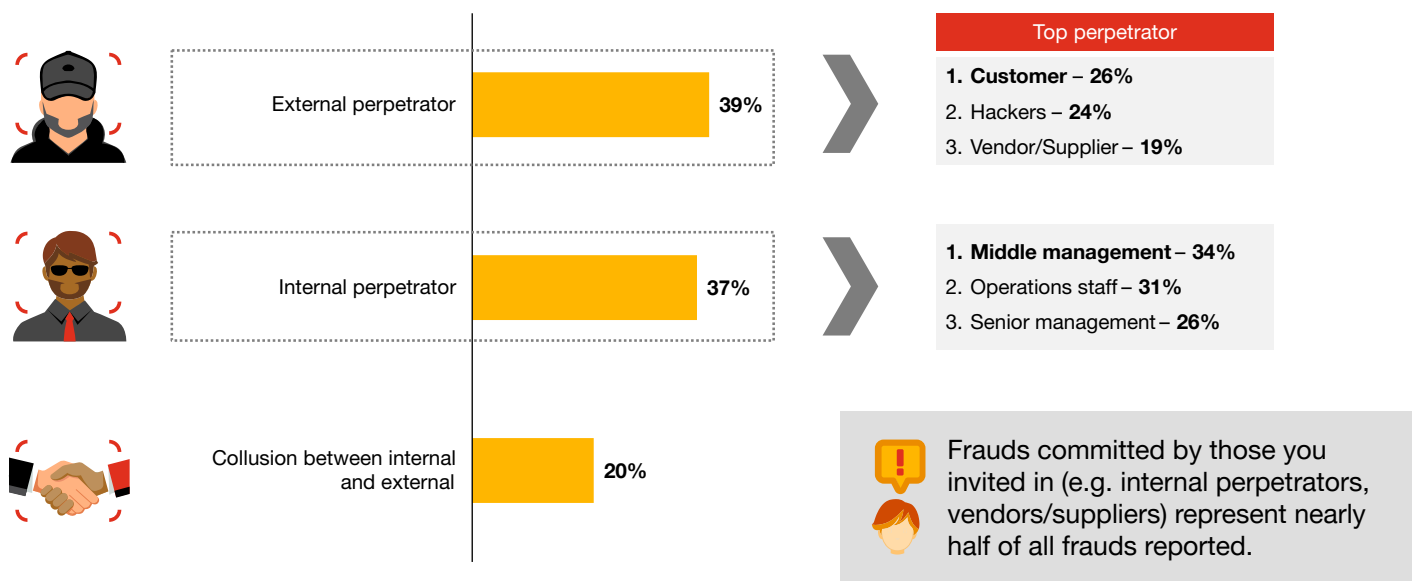 Top perpetrator
External perpetrator
39%
1. Customer – 26%
2. Hackers – 24%
3. Vendor/Supplier – 19%
Internal perpetrator
37%
1. Middle management – 34%
2. Operations staff – 31%
3. Senior management – 26%
Collusion between internal
and external
20%
Frauds committed by those you
invited in (e.g. internal perpetrators,
vendors/suppliers) represent nearly
half of all frauds reported.